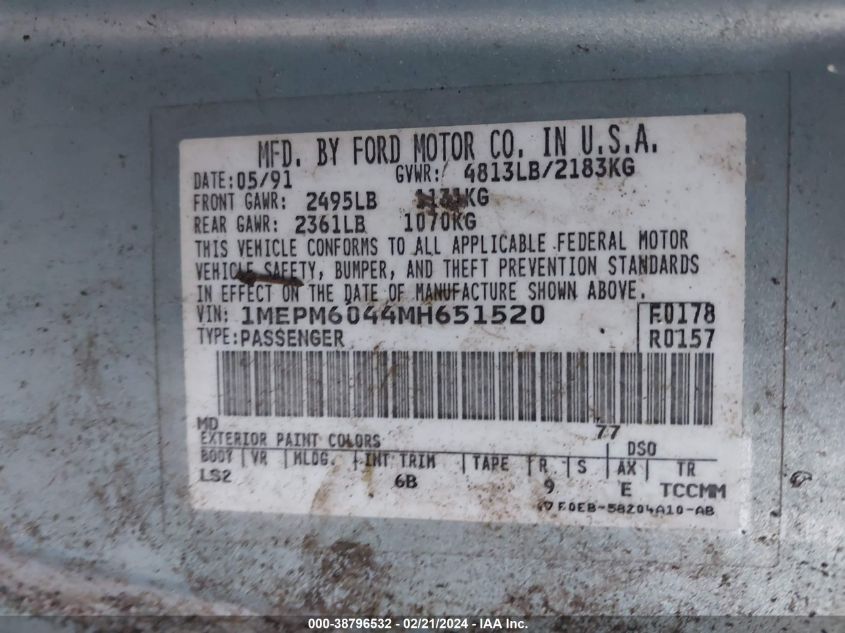 MFD. BY FORD MOTOR CO. IN U.S.A.
DATE: 05/91 GVWR: 4813LB/2183KG
FRONT GAWR: 2495LB 1131KG
REAR GAWR: 2361LB 1070KG
THIS VEHICLE CONFORMS TO ALL APPLICABLE FEDERAL MOTOR
VEHICLE SAFETY, BUMPER, AND THEFT PREVENTION STANDARDS
IN EFFECT ON THE DATE OF MANUFACTURE SHOWN ABOVE.
VIN: 1MEPM6044MH651520 F0178
TYPE: PASSENGER R0157
MD 77
EXTERIOR PAINT COLORS DSO
BODY VR MLDG. INT TRIM TAPE R S AX TR
LS2 6B 9 E TCCMM
F0EB-58204A10-AB
000-38796532 - 02/21/2024 - IAA Inc.